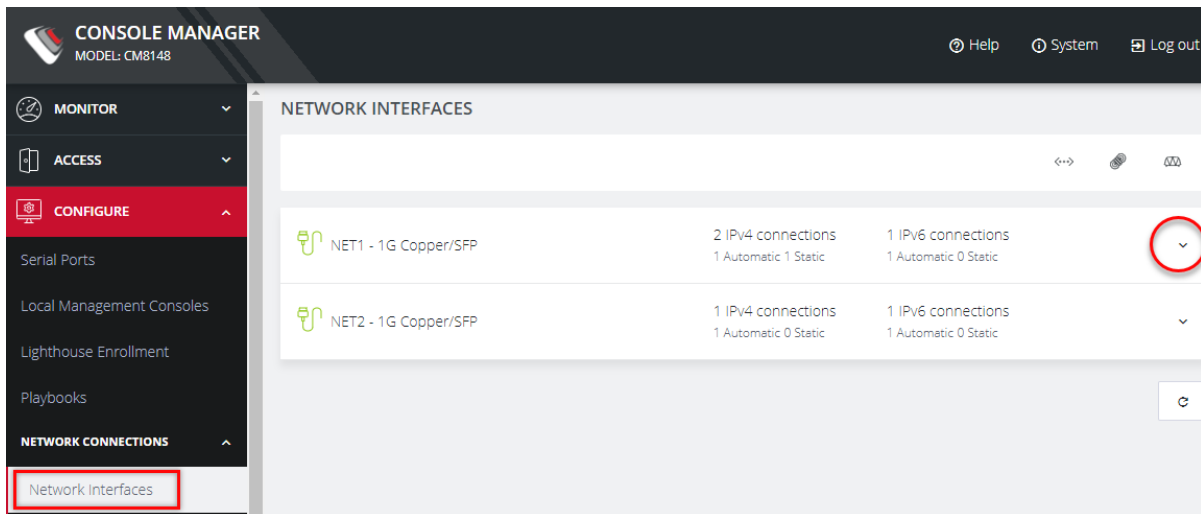 CONSOLE MANAGER
MODEL: CM8148
Help
System
Log out
MONITOR
ACCESS
CONFIGURE
Serial Ports
Local Management Consoles
Lighthouse Enrollment
Playbooks
NETWORK CONNECTIONS
Network Interfaces
NETWORK INTERFACES
NET1 - 1G Copper/SFP
2 IPv4 connections
1 Automatic 1 Static
1 IPv6 connections
1 Automatic 0 Static
NET2 - 1G Copper/SFP
1 IPv4 connections
1 Automatic 0 Static
1 IPv6 connections
1 Automatic 0 Static